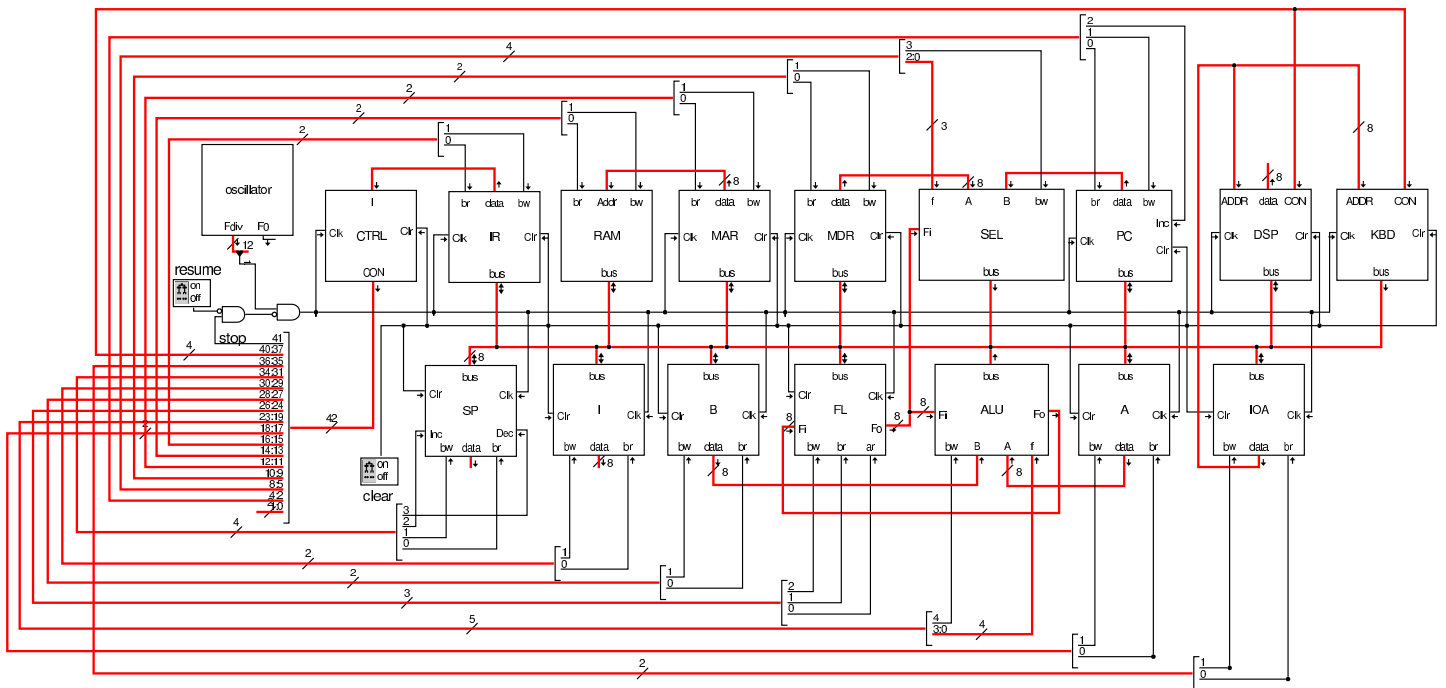 2
1
0
4
3
2:0
2
1
0
2
1
0
2
1
0
2
1
0
3
8
oscillator
Fdiv Fo
12
1
I
CTRL
Clk
Clr
CON
br data bw
Clk IR Clr
bus
br Addr bw
RAM
bus
8
br data bw
Clk MAR Clr
bus
br data bw
Clk MDR Clr
bus
8
f A B bw
Fi SEL
bus
br data bw
Inc
Clk PC Clr
bus
8
ADDR data CON
Clk DSP Clr
bus
ADDR CON
Clk KBD Clr
bus
resume
on
off
stop
41
40:37
36:35
34:31
30:29
28:27
26:24
23:19
18:17
16:15
14:13
12:11
10:9
8:5
4:2
1:0
4
2
2
42
clear
on
off
8
bus
Clr Clk
SP
Inc Dec
bw data br
bus
I
Clr Clk
bw data br
8
bus
B
Clr Clk
bw data br
8
bus
FL
Clr Clk
8
Fi Fo
8
bw br ar
8
bus
ALU
Fi Fo
bw B A f
8
bus
A
Clr Clk
bw data br
bus
IOA
Clr Clk
bw data br
4
3
2
1
0
2
1
0
2
1
0
3
2
1
0
5
4
3:0
4
1
0
2
1
0